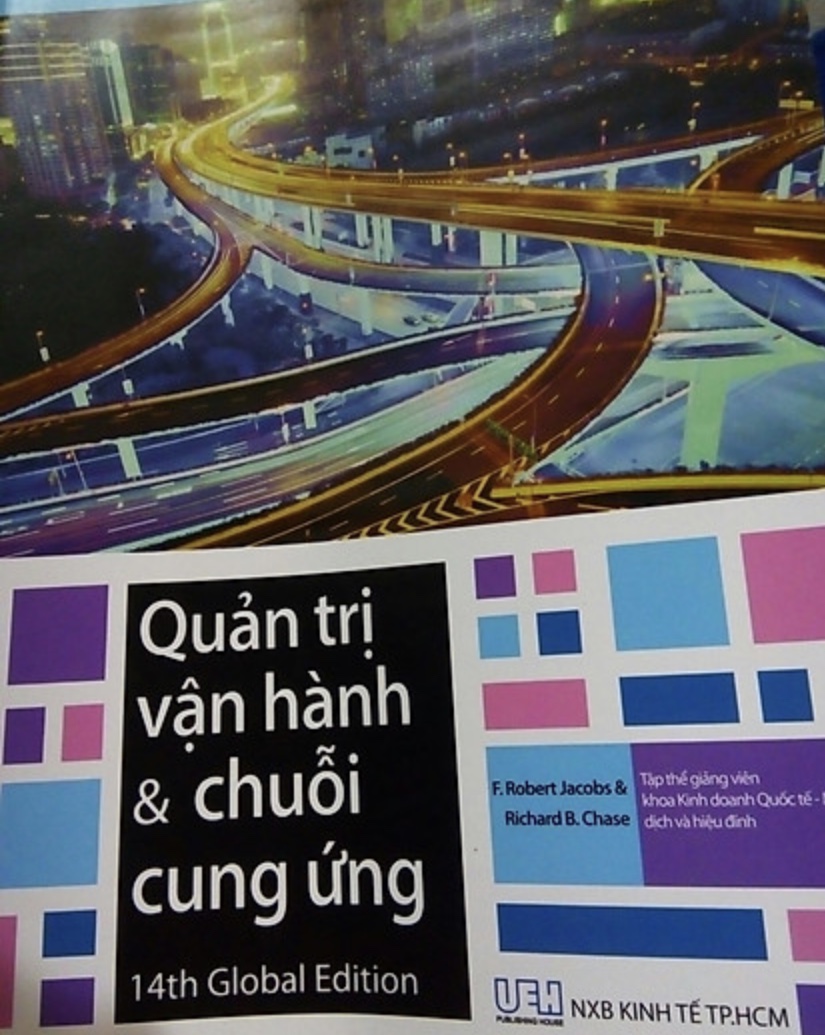 Quản trị
vận hành
& chuỗi
cung ứng
14th Global Edition
F. Robert Jacobs &
Richard B. Chase
Tập thể giảng viên
khoa Kinh doanh Quốc tế -
dịch và hiệu đính
UEH
PUBLISHING HOUSE
NXB KINH TẾ TP.HCM